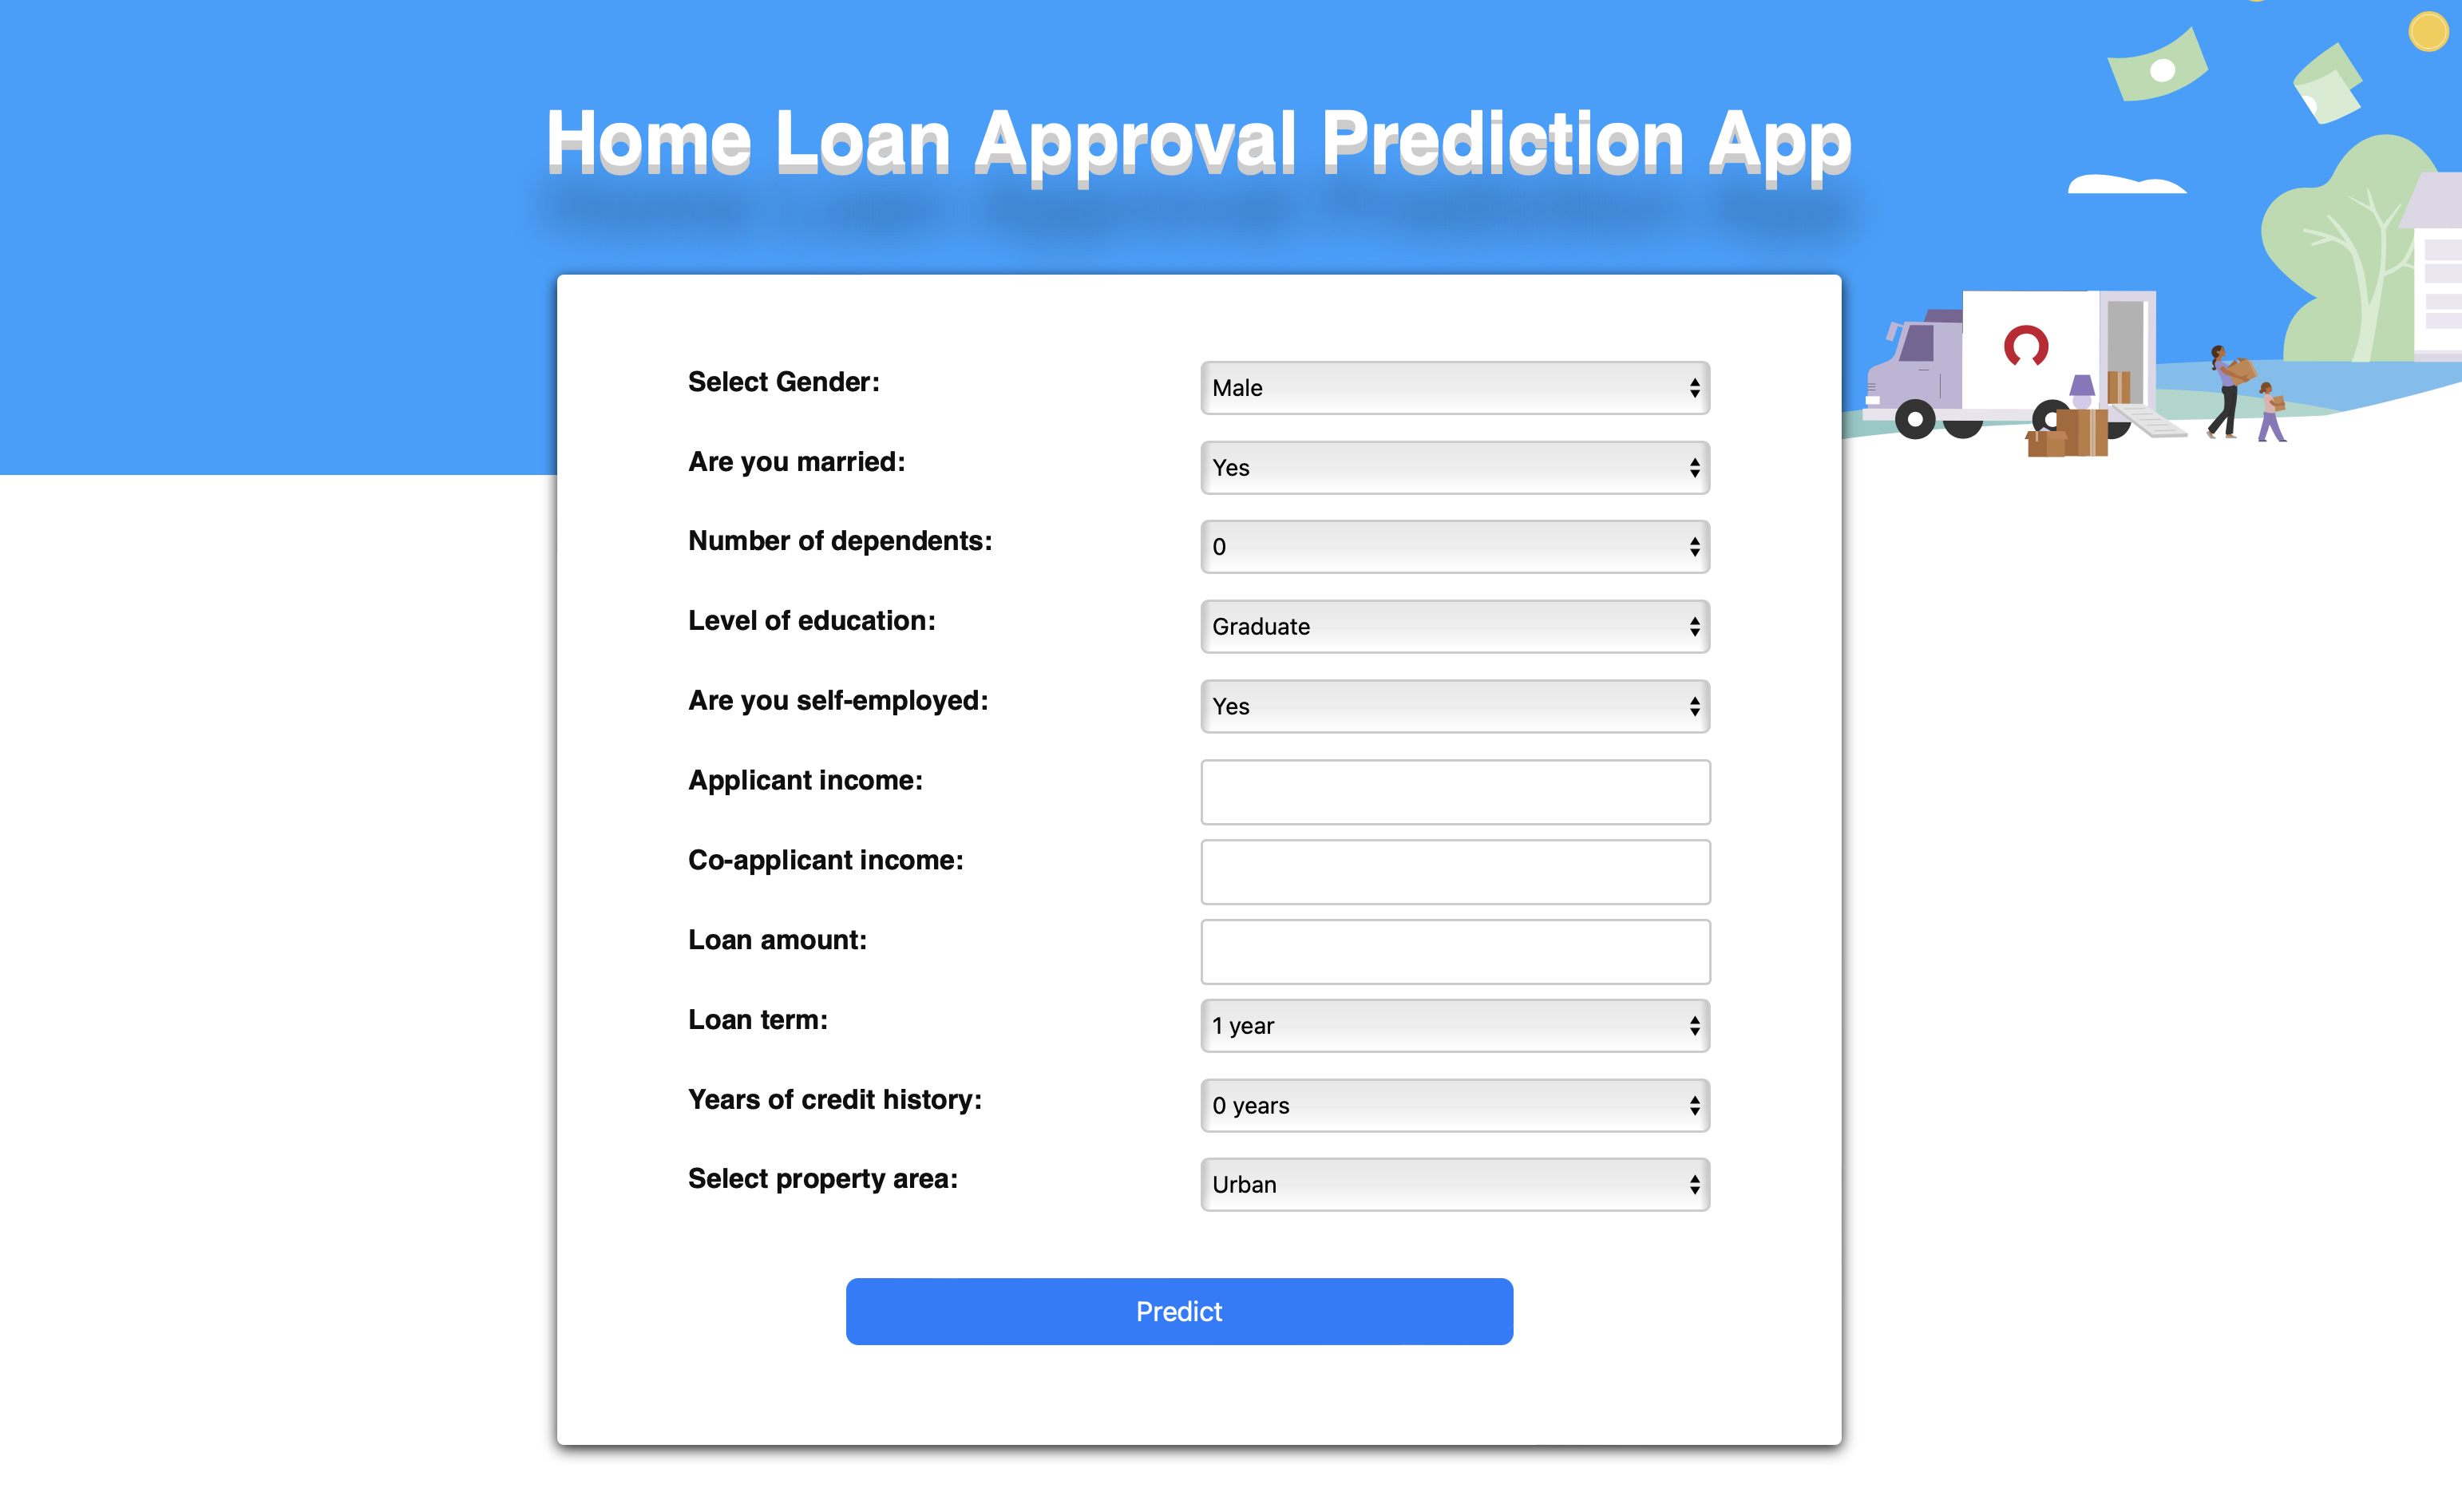 Home Loan Approval Prediction App
Select Gender: Male
Are you married: Yes
Number of dependents: 0
Level of education: Graduate
Are you self-employed: Yes
Applicant income:
Co-applicant income:
Loan amount:
Loan term: 1 year
Years of credit history: 0 years
Select property area: Urban
Predict